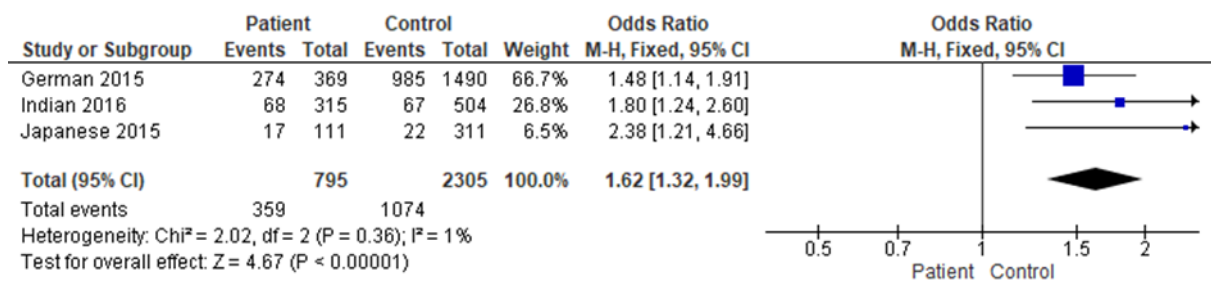 Patient Control Odds Ratio Odds Ratio
Study or Subgroup Events Total Events Total Weight M-H, Fixed, 95% CI M-H, Fixed, 95% CI
German 2015 274 369 985 1490 66.7% 1.48 [1.14, 1.91]
Indian 2016 68 315 67 504 26.8% 1.80 [1.24, 2.60]
Japanese 2015 17 111 22 311 6.5% 2.38 [1.21, 4.66]
Total (95% CI) 795 2305 100.0% 1.62 [1.32, 1.99]
Total events 359 1074
Heterogeneity: Chi² = 2.02, df = 2 (P = 0.36); I² = 1%
Test for overall effect: Z = 4.67 (P < 0.00001)
0.5 0.7 1 1.5 2
Patient Control